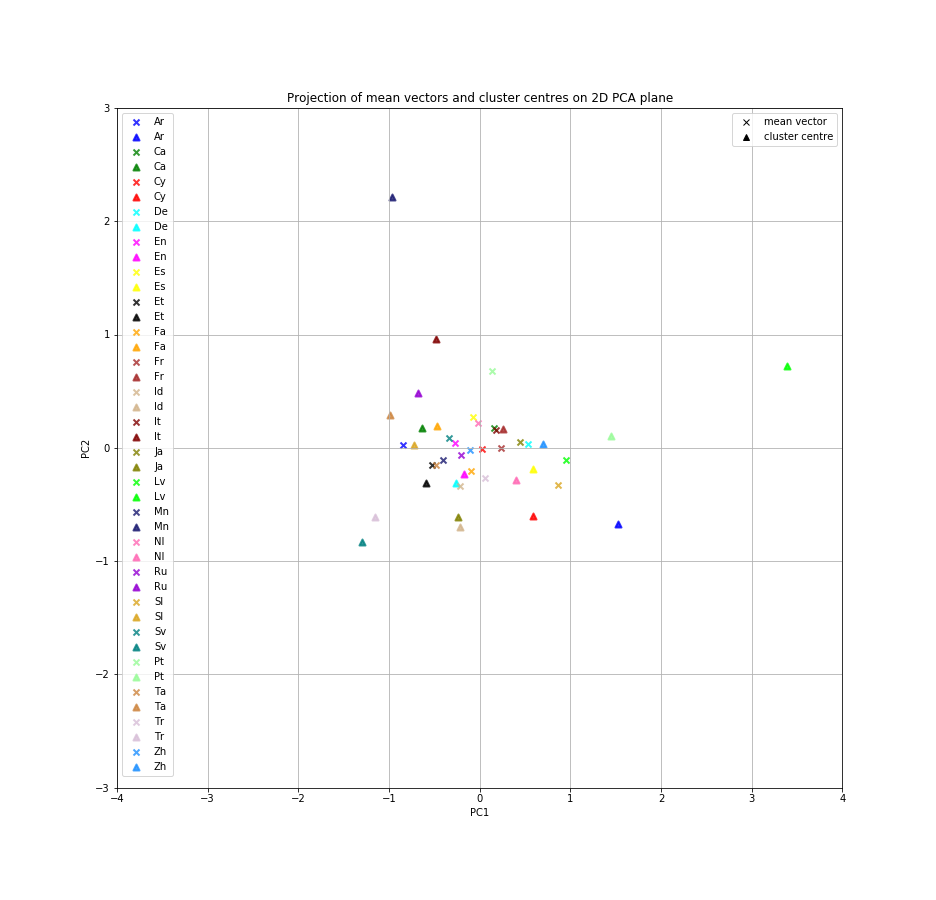 Projection of mean vectors and cluster centres on 2D PCA plane
3
2
1
0
−1
−2
−3
PC2
Ar
Ar
Ca
Ca
Cy
Cy
De
De
En
En
Es
Es
Et
Et
Fa
Fa
Fr
Fr
Id
Id
It
It
Ja
Ja
Lv
Lv
Mn
Mn
Nl
Nl
Ru
Ru
Sl
Sl
Sv
Sv
Pt
Pt
Ta
Ta
Tr
Tr
Zh
Zh
mean vector
cluster centre
−4 −3 −2 −1 0 1 2 3 4
PC1